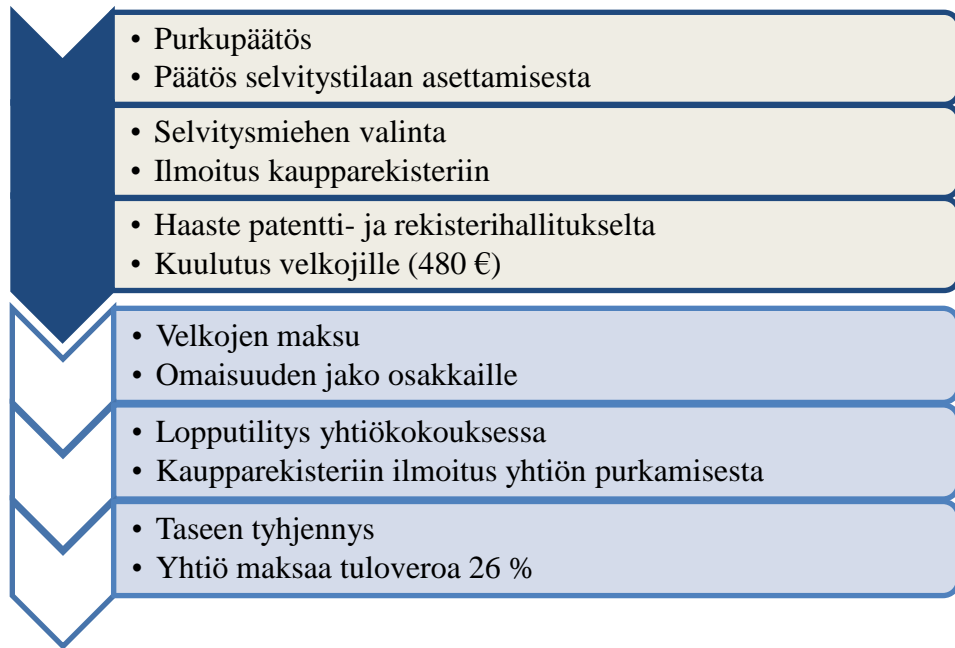 • Purkupäätös
• Päätös selvitystilaan asettamisesta
• Selvitysmiehen valinta
• Ilmoitus kaupparekisteriin
• Haaste patentti- ja rekisterihallitukselta
• Kuulutus velkojille (480 €)
• Velkojen maksu
• Omaisuuden jako osakkaille
• Lopputilitys yhtiökokouksessa
• Kaupparekisteriin ilmoitus yhtiön purkamisesta
• Taseen tyhjennys
• Yhtiö maksaa tuloveroa 26 %